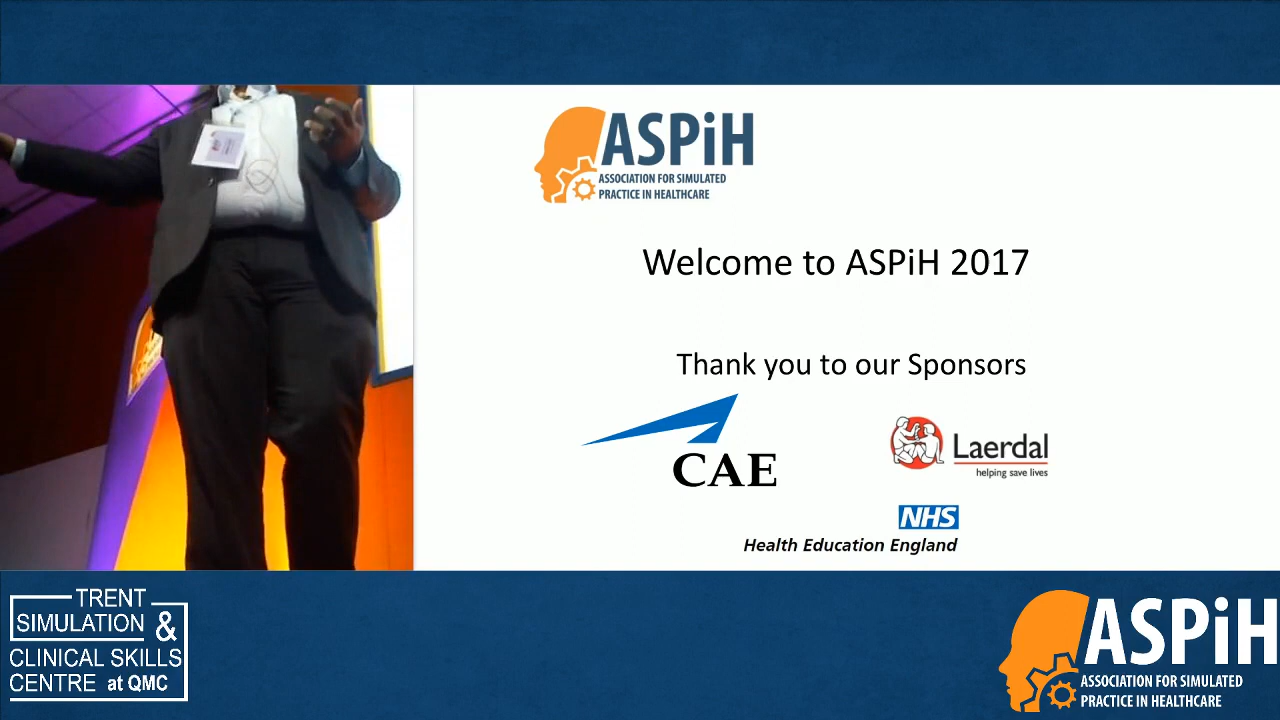 ASPiH
ASSOCIATION FOR SIMULATED
PRACTICE IN HEALTHCARE
Welcome to ASPiH 2017
Thank you to our Sponsors
CAE
Laerdal
helping save lives
NHS
Health Education England
TRENT
SIMULATION &
CLINICAL SKILLS
CENTRE at QMC
ASPiH
ASSOCIATION FOR SIMULATED
PRACTICE IN HEALTHCARE